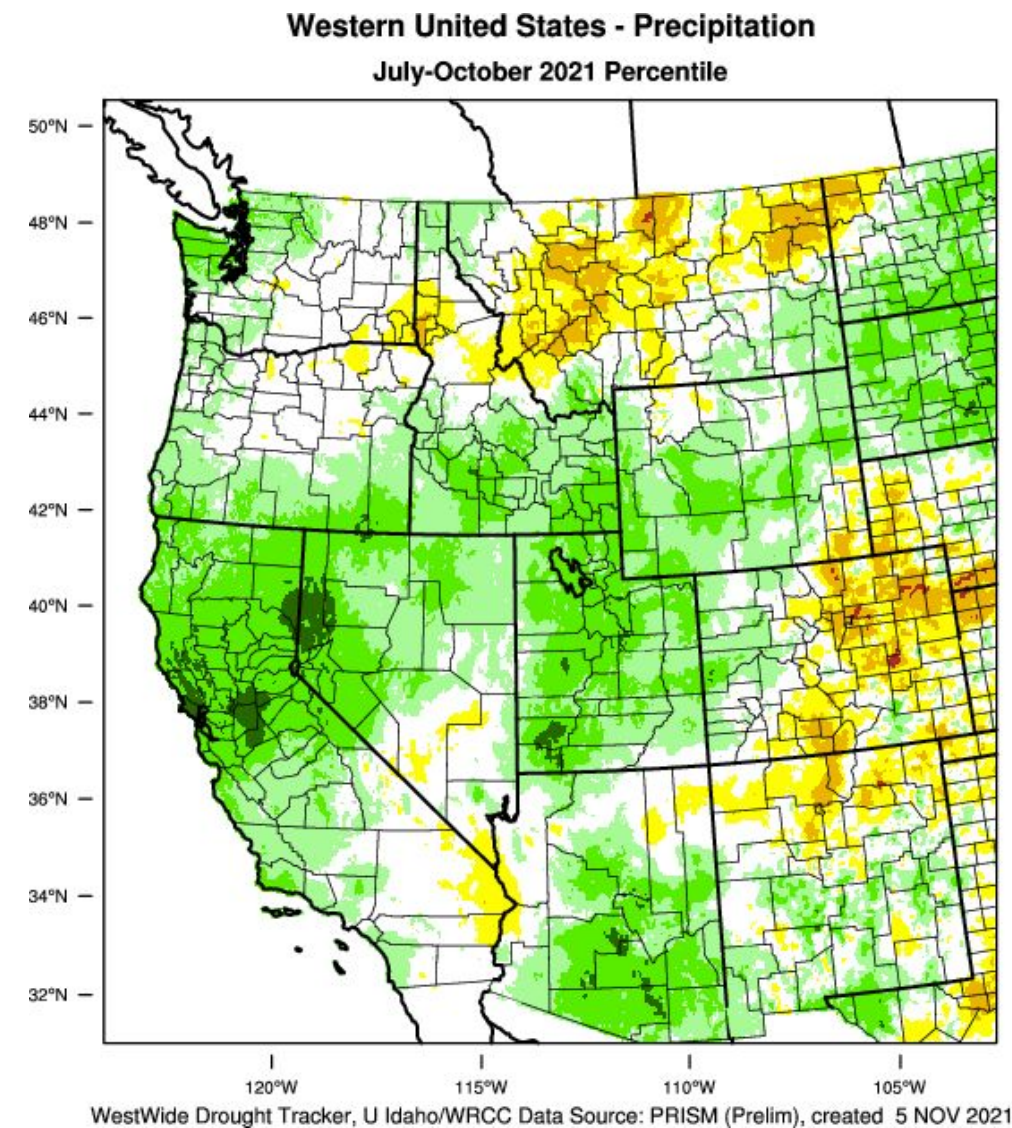 Western United States - Precipitation
July-October 2021 Percentile
50°N
48°N
46°N
44°N
42°N
40°N
38°N
36°N
34°N
32°N
120°W 115°W 110°W 105°W
WestWide Drought Tracker, U Idaho/WRCC Data Source: PRISM (Prelim), created 5 NOV 2021